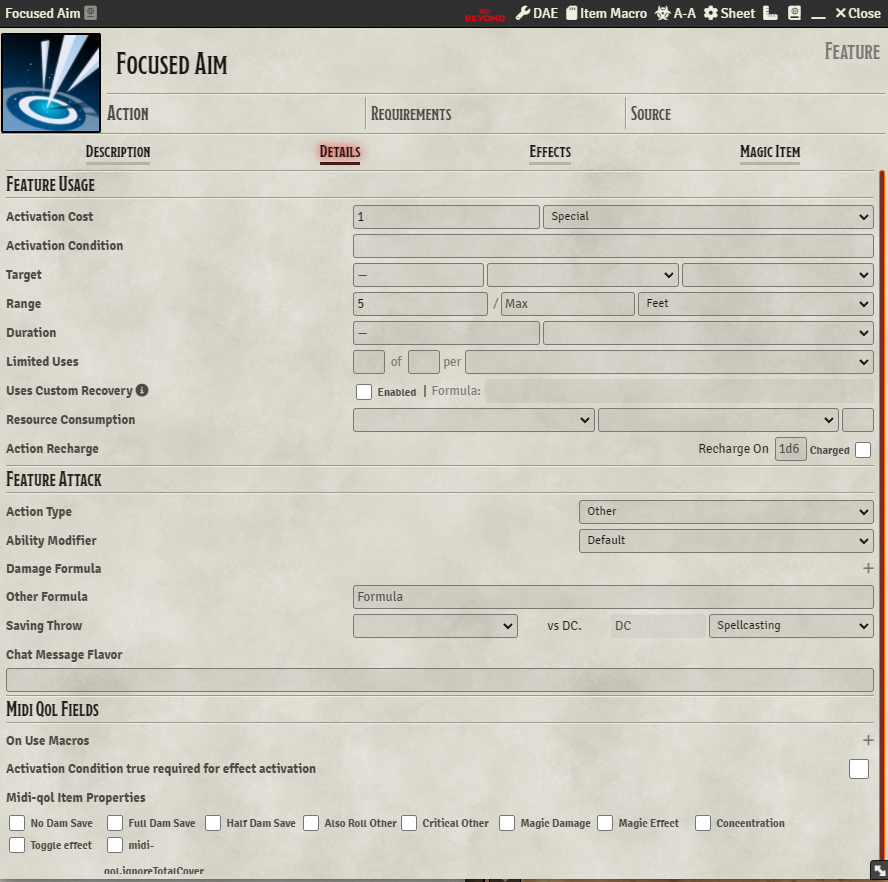 Focused Aim DDB BEYOND DAE Item Macro A-A Sheet Close
Focused Aim
Feature
Action Requirements Source
Description Details Effects Magic Item
Feature Usage
Activation Cost 1 Special
Activation Condition
Target —
Range 5 / Max Feet
Duration —
Limited Uses of per
Uses Custom Recovery Enabled | Formula:
Resource Consumption
Action Recharge Recharge On 1d6 Charged
Feature Attack
Action Type Other
Ability Modifier Default
Damage Formula +
Other Formula Formula
Saving Throw vs DC. DC Spellcasting
Chat Message Flavor
Midi Qol Fields
On Use Macros +
Activation Condition true required for effect activation
Midi-qol Item Properties
No Dam Save Full Dam Save Half Dam Save Also Roll Other Critical Other Magic Damage Magic Effect Concentration
Toggle effect midi-
qol.ignoreTotalCover